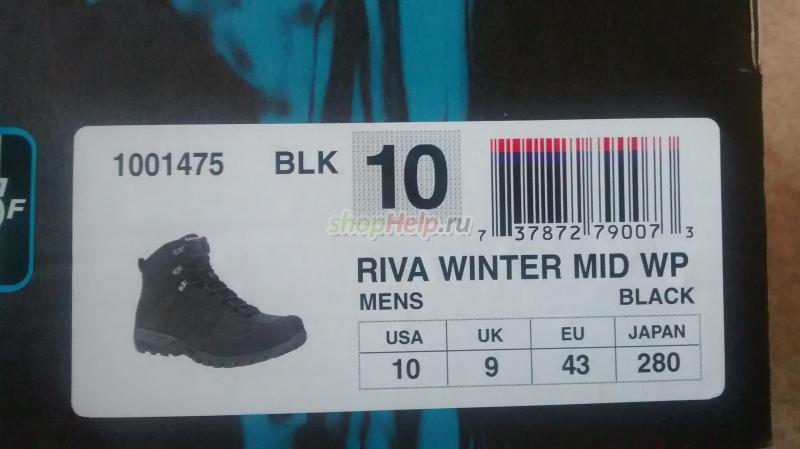 1001475 BLK 10
shopHelp.ru
7 37872 79007 3
RIVA WINTER MID WP
MENS BLACK
USA UK EU JAPAN
10 9 43 280
F